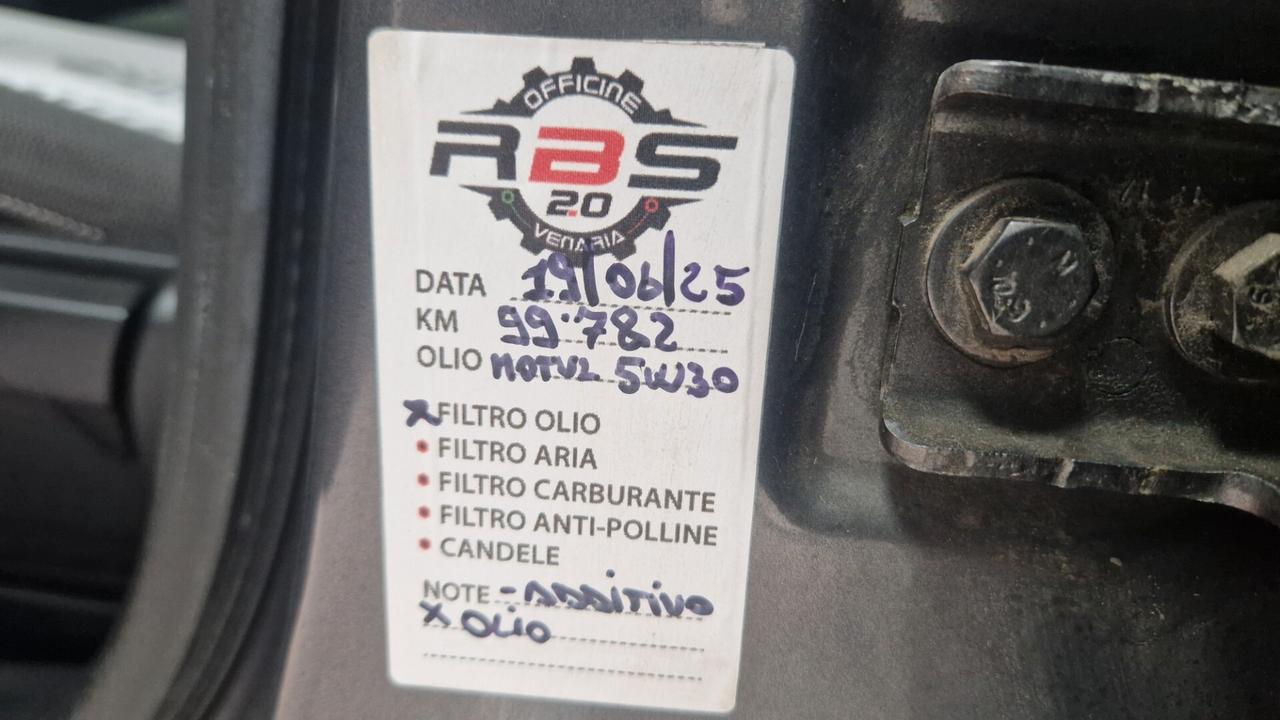 OFFICINE
RBS
2.0
VENARIA
DATA 19/06/25
KM 99"782
OLIO MOTUL 5W30
x FILTRO OLIO
• FILTRO ARIA
• FILTRO CARBURANTE
• FILTRO ANTI-POLLINE
• CANDELE
NOTE - ADDITIVO
x OLIO